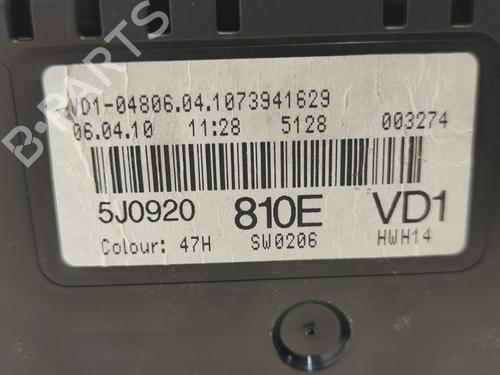 B-PARTS
VD1-04806.04.1073941629
06.04.10 11:28 5128 003274
5J0920 810E VD1
Colour: 47H SW0206 HWH14